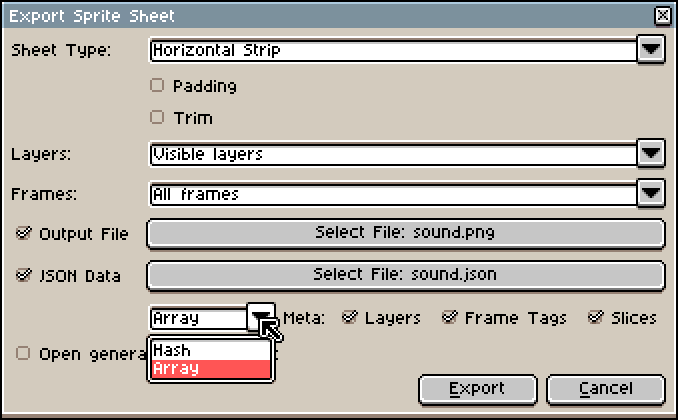 Export Sprite Sheet
Sheet Type: Horizontal Strip
Padding
Trim
Layers: Visible layers
Frames: All frames
Output File Select File: sound.png
JSON Data Select File: sound.json
Array Meta: Layers Frame Tags Slices
Open
Hash
Array
Export Cancel